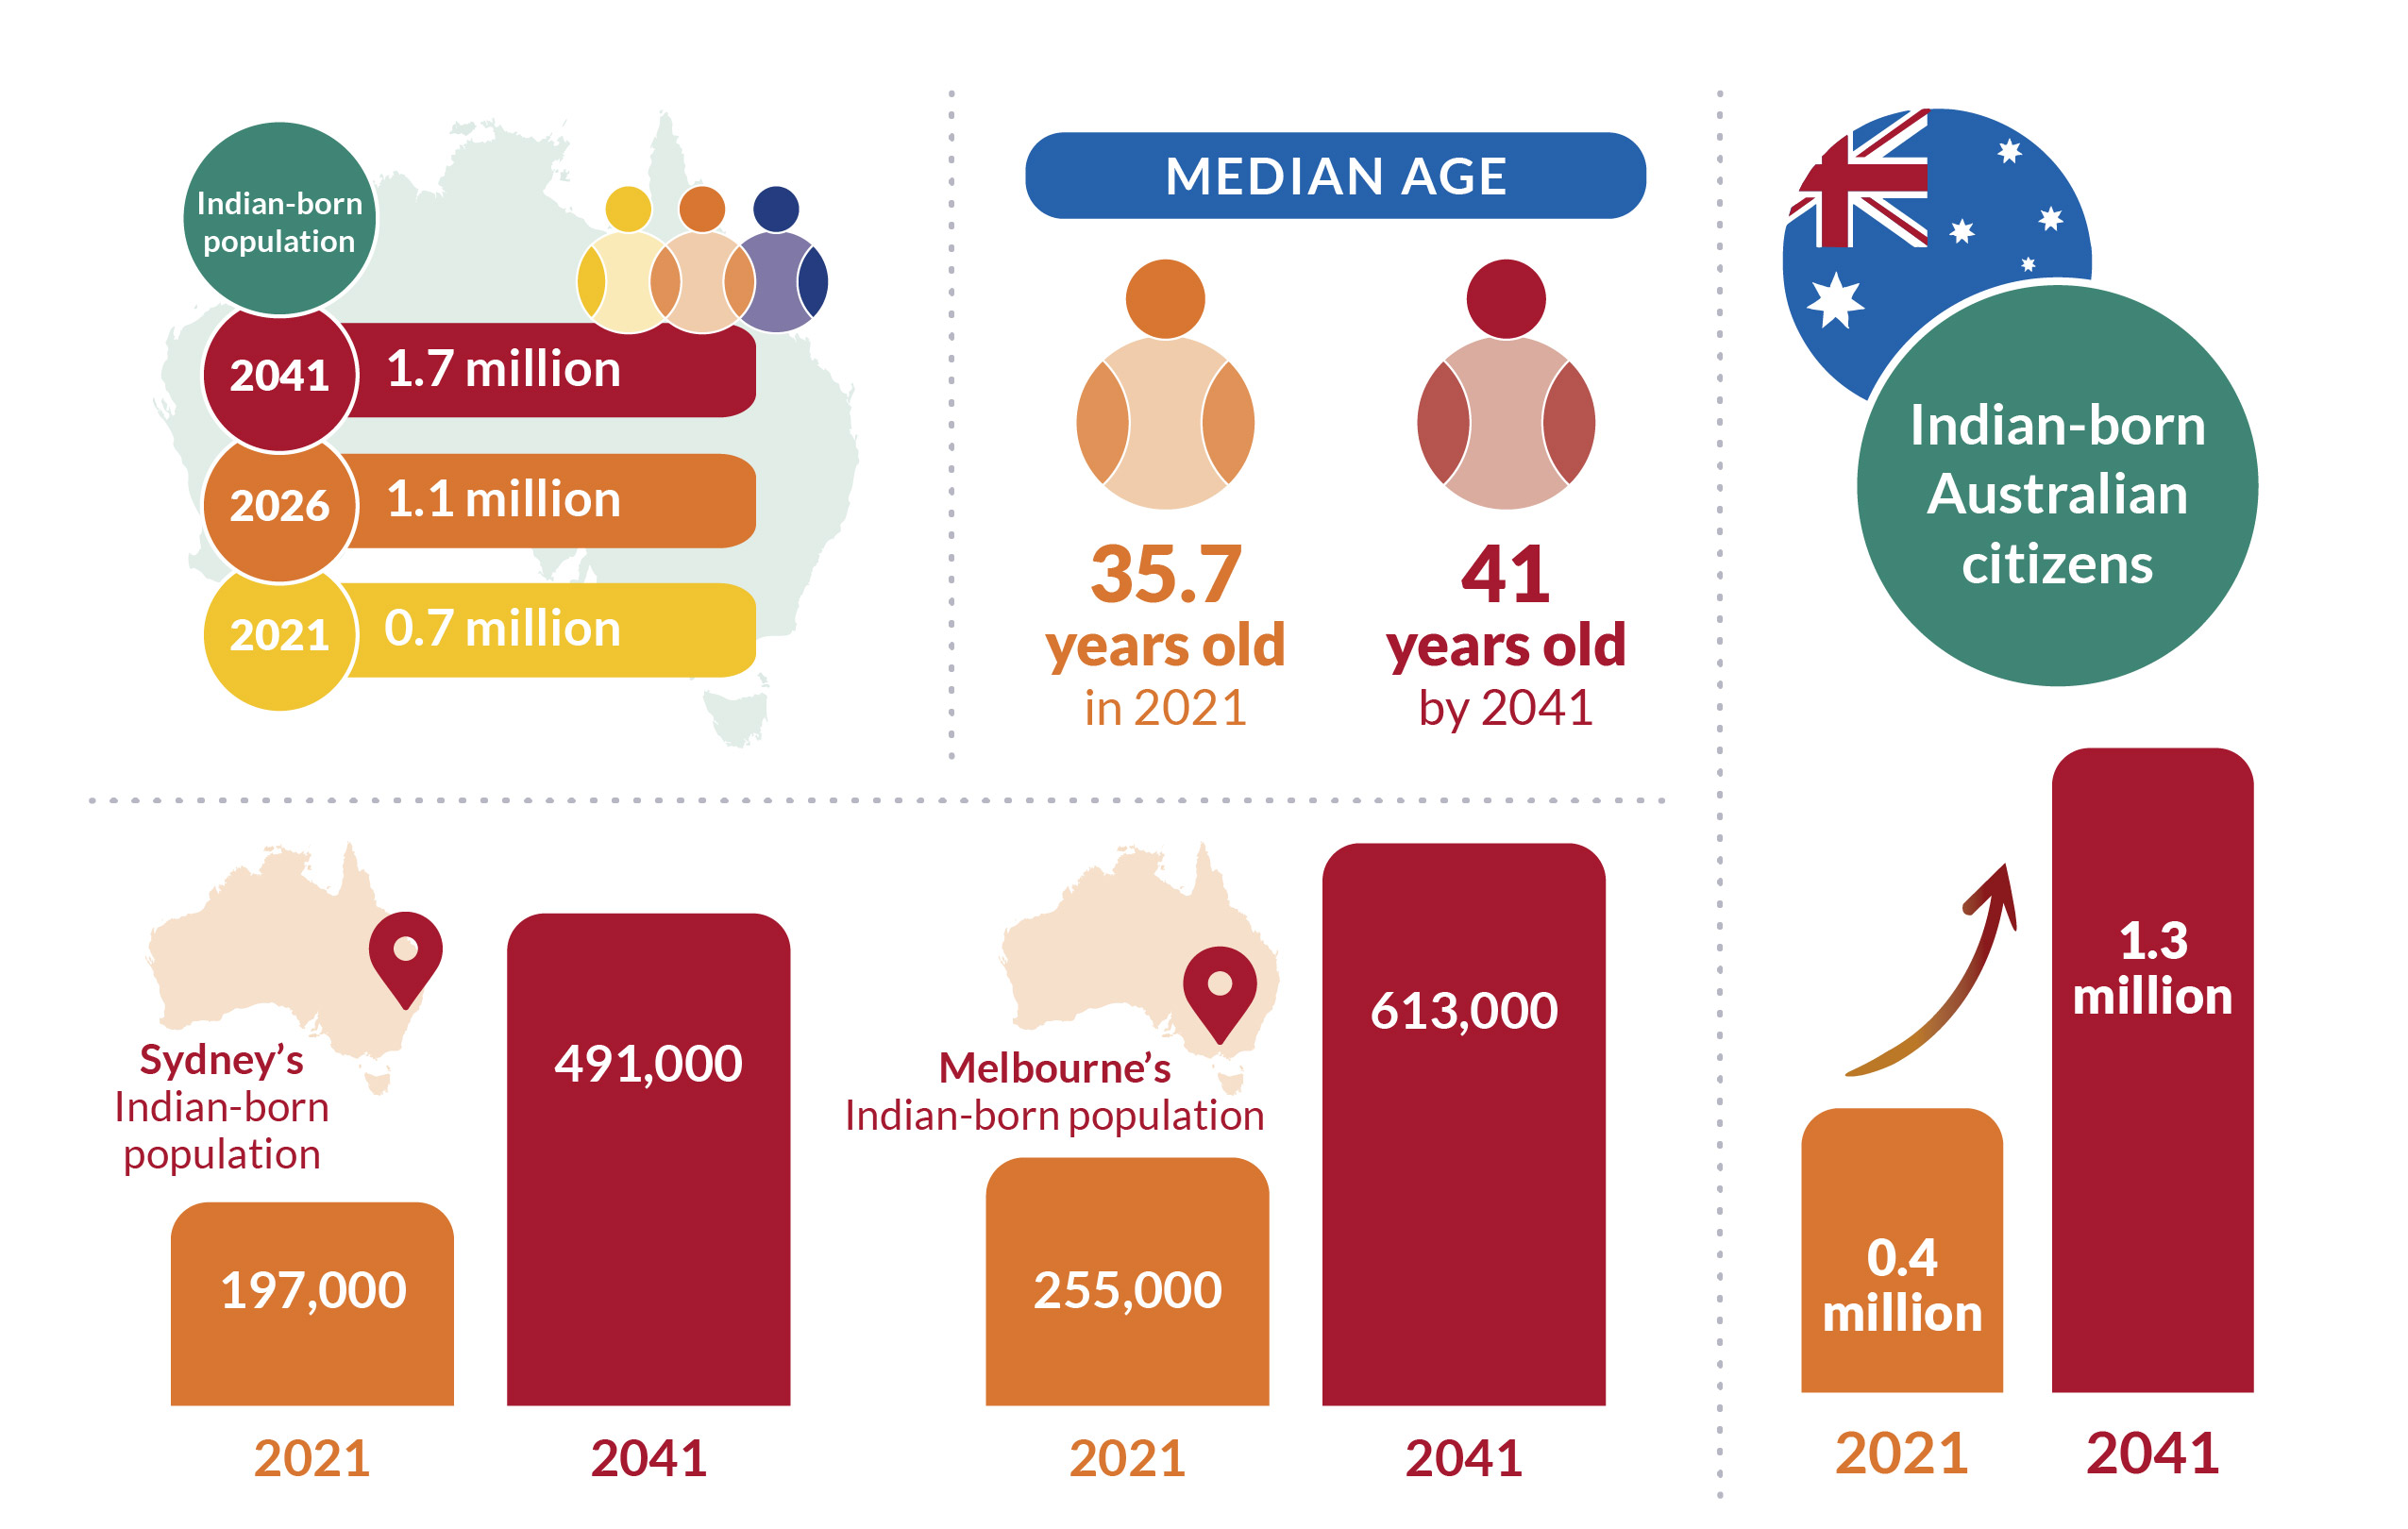 Indian-born
population
2041
1.7 million
2026
1.1 million
2021
0.7 million
MEDIAN AGE
35.7
years old
in 2021
41
years old
by 2041
Indian-born
Australian
citizens
1.3
million
0.4
million
2021
2041
Sydney’s
Indian-born
population
197,000
491,000
2021
2041
Melbourne’s
Indian-born population
255,000
613,000
2021
2041